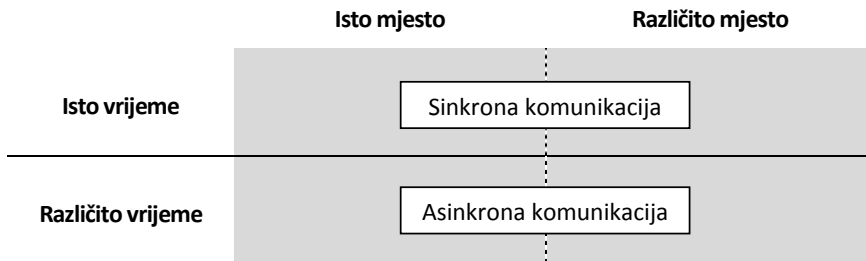 Isto mjesto Različito mjesto
Isto vrijeme Sinkrona komunikacija
Različito vrijeme Asinkrona komunikacija